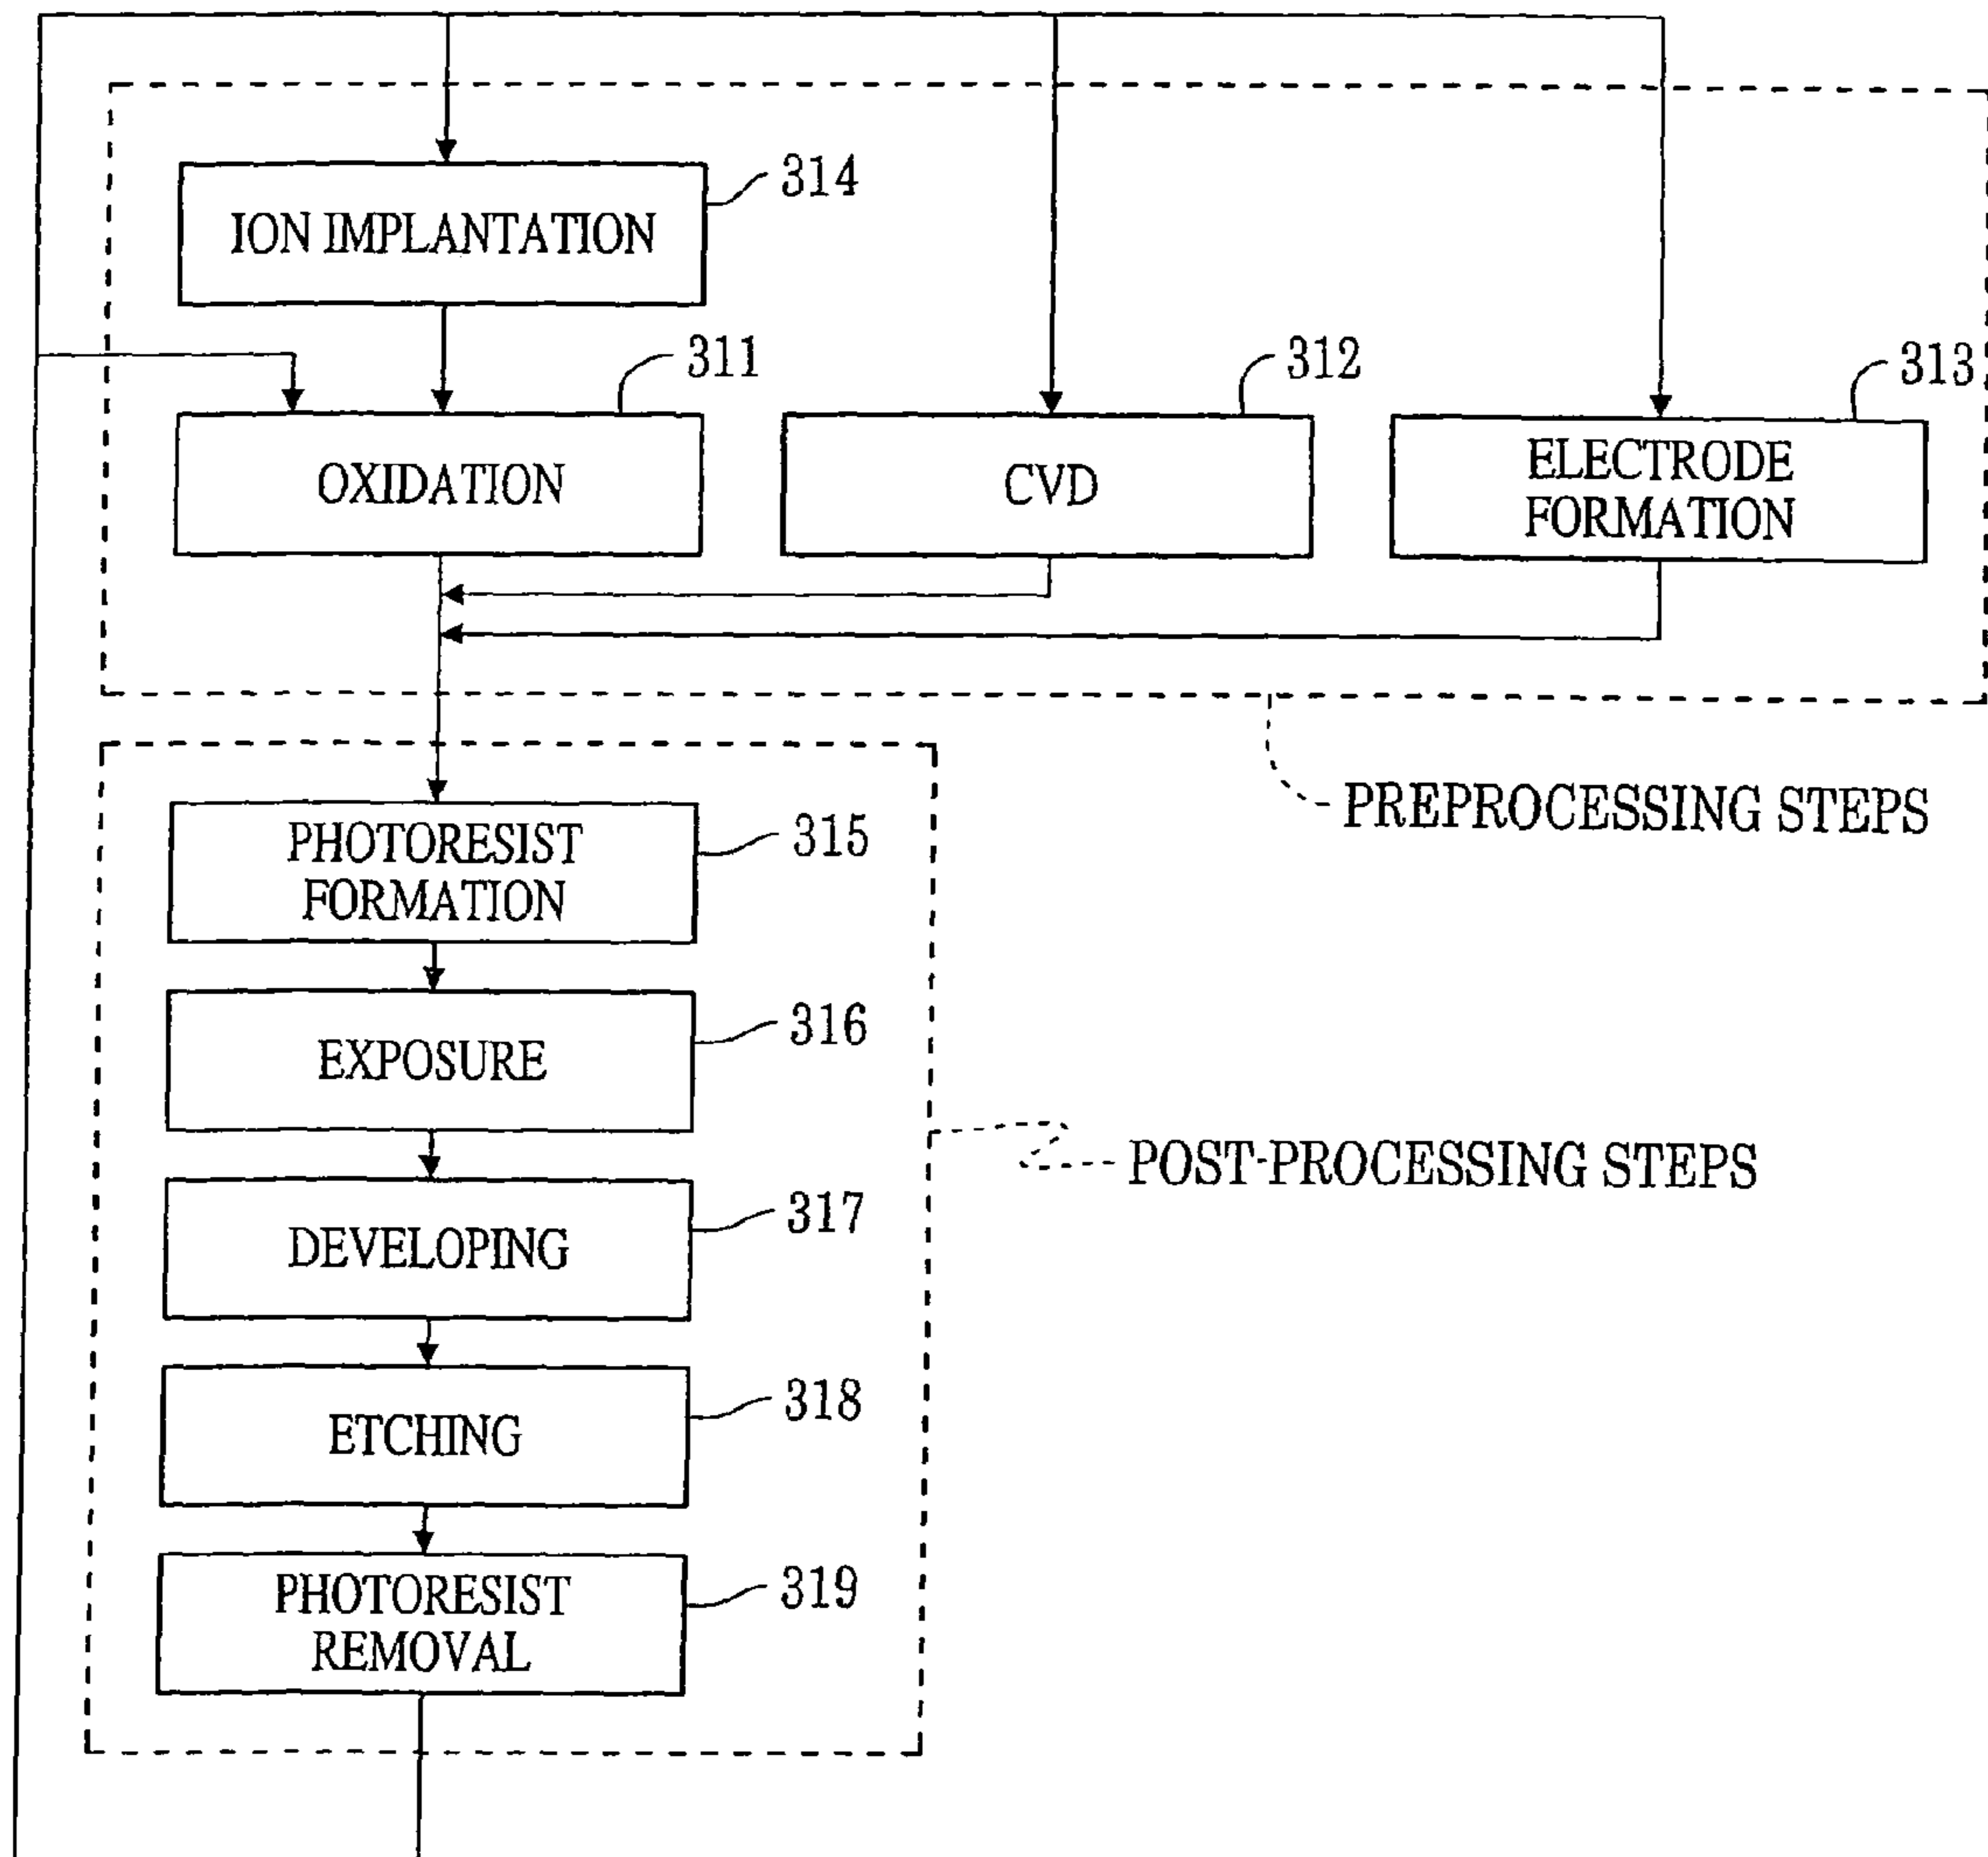 314
ION IMPLANTATION
311
312
313
OXIDATION
CVD
ELECTRODE
FORMATION
PREPROCESSING STEPS
315
PHOTORESIST
FORMATION
316
EXPOSURE
POST-PROCESSING STEPS
317
DEVELOPING
318
ETCHING
319
PHOTORESIST
REMOVAL